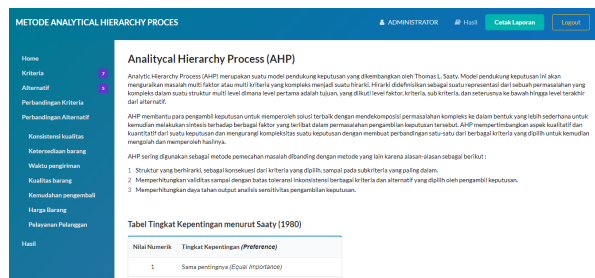 METODE ANALYTICAL HIERARCHY PROCES
ADMINISTRATOR
Hasil
Cetak Laporan
Logout
Home
Kriteria 7
Alternatif 5
Perbandingan Kriteria
Perbandingan Alternatif
Konsistensi kualitas
Ketersediaan barang
Waktu pengiriman
Kualitas barang
Kemudahan pengembali
Harga Barang
Pelayanan Pelanggan
Hasil
Analitycal Hierarchy Process (AHP)
Analytic Hierarchy Process (AHP) merupakan suatu model pendukung keputusan yang dikembangkan oleh Thomas L. Saaty. Model pendukung keputusan ini akan
menguraikan masalah multi faktor atau multi kriteria yang kompleks menjadi suatu hirarki. Hirarki didefinisikan sebagai suatu representasi dari sebuah permasalahan yang
kompleks dalam suatu struktur multi level dimana level pertama adalah tujuan, yang diikuti level faktor, kriteria, sub kriteria, dan seterusnya ke bawah hingga level terakhir
dari alternatif.
AHP membantu para pengambil keputusan untuk memperoleh solusi terbaik dengan mendekomposisi permasalahan kompleks ke dalam bentuk yang lebih sederhana untuk
kemudian melakukan sintesis terhadap berbagai faktor yang terlibat dalam permasalahan pengambilan keputusan tersebut. AHP mempertimbangkan aspek kualitatif dan
kuantitatif dari suatu keputusan dan mengurangi kompleksitas suatu keputusan dengan membuat perbandingan satu-satu dari berbagai kriteria yang dipilih untuk kemudian
mengolah dan memperoleh hasilnya.
AHP sering digunakan sebagai metode pemecahan masalah dibanding dengan metode yang lain karena alasan-alasan sebagai berikut :
1 Struktur yang berhirarki, sebagai konsekuesi dari kriteria yang dipilih, sampai pada subkriteria yang paling dalam.
2 Memperhitungkan validitas sampai dengan batas toleransi inkonsistensi berbagai kriteria dan alternatif yang dipilih oleh pengambil keputusan.
3 Memperhitungkan daya tahan output analisis sensitivitas pengambilan keputusan.
Tabel Tingkat Kepentingan menurut Saaty (1980)
Nilai Numerik Tingkat Kepentingan (Preference)
1 Sama pentingnya (Equal Importance)